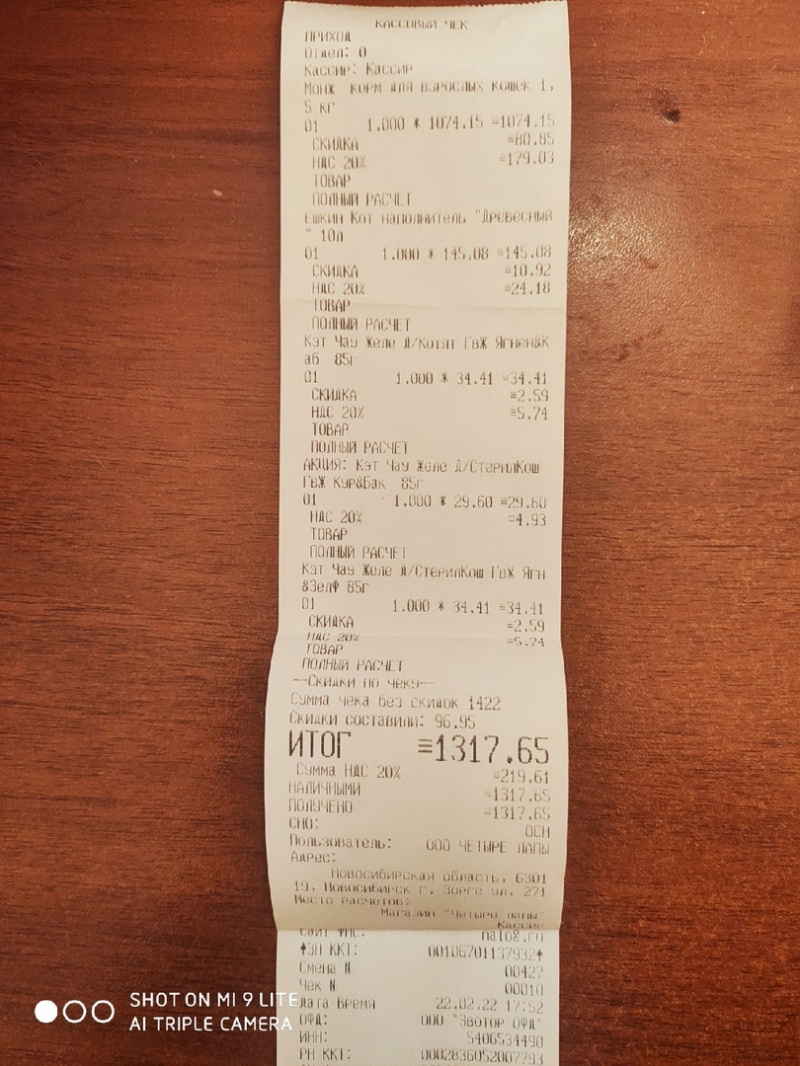 КАССОВЫЙ ЧЕК
ПРИХОД
Отдел: 0
Кассир: Кассир
Монж корм для взрослых кошек 1,
5 кг
01 1.000 * 1074.15 ≡1074.15
СКИДКА ≡80.85
НДС 20% ≡179.03
ТОВАР
ПОЛНЫЙ РАСЧЕТ
Ёшкин Кот наполнитель "Древесный
" 10л
01 1.000 * 145.08 ≡145.08
СКИДКА ≡10.92
НДС 20% ≡24.18
ТОВАР
ПОЛНЫЙ РАСЧЕТ
Кэт Чау Желе Д/Котят ГвЖ Ягнен&К
аб 85г
01 1.000 * 34.41 ≡34.41
СКИДКА ≡2.59
НДС 20% ≡5.74
ТОВАР
ПОЛНЫЙ РАСЧЕТ
АКЦИЯ: Кэт Чау Желе Д/СтерилКош
ГвЖ Кур&Бак 85г
01 1.000 * 29.60 ≡29.60
НДС 20% ≡4.93
ТОВАР
ПОЛНЫЙ РАСЧЕТ
Кэт Чау Желе Д/СтерилКош ГвЖ Ягн
&ЗелФ 85г
01 1.000 * 34.41 ≡34.41
СКИДКА ≡2.59
НДС 20% ≡5.74
ТОВАР
ПОЛНЫЙ РАСЧЕТ
--Скидки по чеку--
Сумма чека без скидок 1422
Скидки составили: 96.95
ИТОГ ≡1317.65
Сумма НДС 20% ≡219.61
НАЛИЧНЫМИ ≡1317.65
ПОЛУЧЕНО ≡1317.65
СНО: ОСН
Пользователь: ООО ЧЕТЫРЕ ЛАПЫ
Адрес:
Новосибирская область, 6301
19, Новосибирск г, Зорге ул, 271
Место расчетов:
Магазин "Четыре лапы"
Кассир
Сайт ФНС: nalog.ru
ЗН ККТ: 00106701137932
Смена N 00427
Чек N 00010
Дата Время 22.02.22 17:52
ОФД: ООО "ЭВОТОР ОФД"
ИНН: 5406534490
РН ККТ: 0002836052007793
SHOT ON MI 9 LITE
AI TRIPLE CAMERA